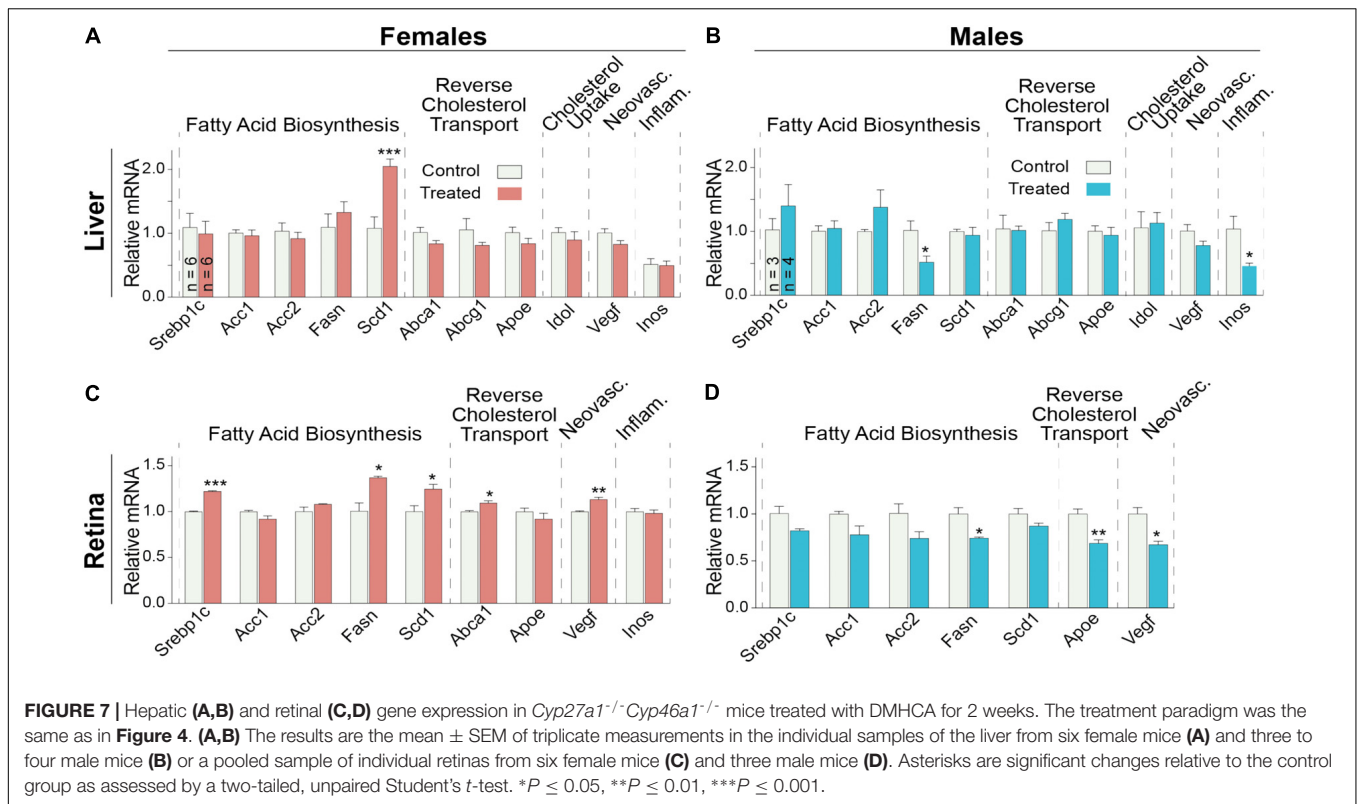 A
Females
Fatty Acid Biosynthesis
Reverse
Cholesterol
Transport
Cholesterol
Uptake
Neovasc.
Inflam.
Liver
Relative mRNA
2.0
1.0
0.0
Control
Treated
***
n = 6
n = 6
Srebp1c
Acc1
Acc2
Fasn
Scd1
Abca1
Abcg1
Apoe
Idol
Vegf
Inos
B
Males
Fatty Acid Biosynthesis
Reverse
Cholesterol
Transport
Cholesterol
Uptake
Neovasc.
Inflam.
Relative mRNA
2.0
1.0
0.0
Control
Treated
*
*
n = 3
n = 4
Srebp1c
Acc1
Acc2
Fasn
Scd1
Abca1
Abcg1
Apoe
Idol
Vegf
Inos
C
Fatty Acid Biosynthesis
Reverse
Cholesterol
Transport
Neovasc.
Inflam.
Retina
Relative mRNA
1.5
1.0
0.5
0.0
***
*
*
*
**
Srebp1c
Acc1
Acc2
Fasn
Scd1
Abca1
Apoe
Vegf
Inos
D
Fatty Acid Biosynthesis
Reverse
Cholesterol
Transport
Neovasc.
Relative mRNA
1.5
1.0
0.5
0.0
*
**
*
Srebp1c
Acc1
Acc2
Fasn
Scd1
Apoe
Vegf
FIGURE 7 | Hepatic (A,B) and retinal (C,D) gene expression in Cyp27a1-/-Cyp46a1-/- mice treated with DMHCA for 2 weeks. The treatment paradigm was the
same as in Figure 4. (A,B) The results are the mean ± SEM of triplicate measurements in the individual samples of the liver from six female mice (A) and three to
four male mice (B) or a pooled sample of individual retinas from six female mice (C) and three male mice (D). Asterisks are significant changes relative to the control
group as assessed by a two-tailed, unpaired Student's t-test. *P ≤ 0.05, **P ≤ 0.01, ***P ≤ 0.001.